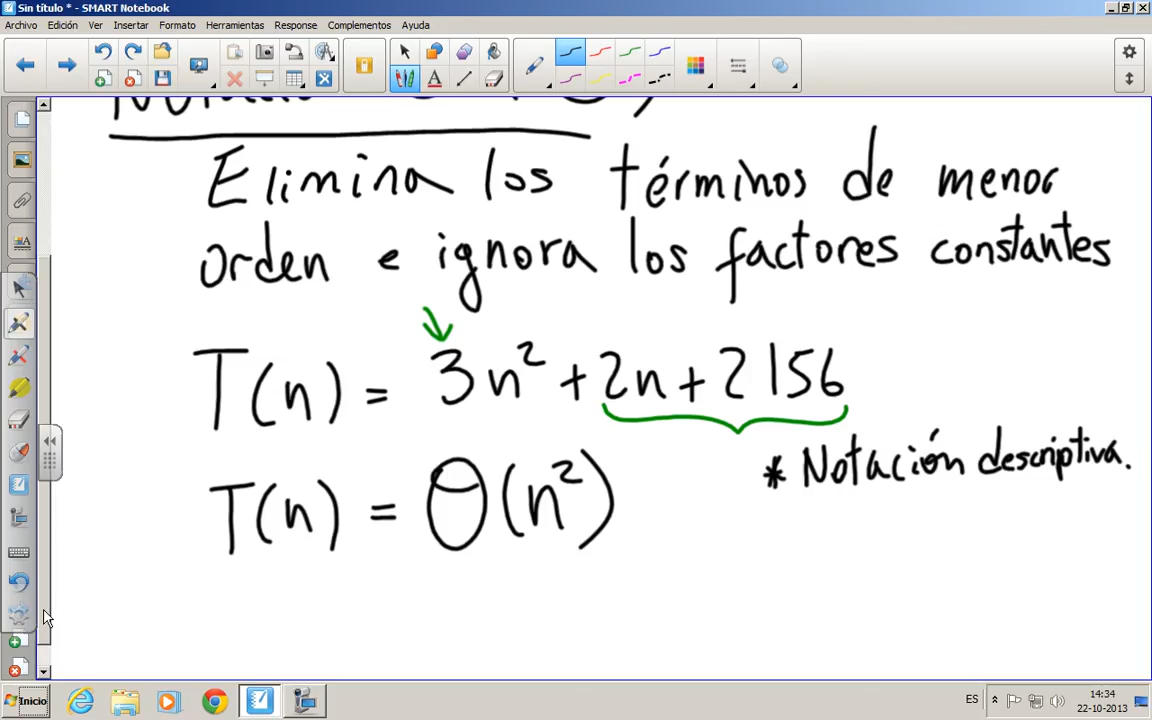 Sin título * - SMART Notebook
Archivo Edición Ver Insertar Formato Herramientas Response Complementos Ayuda
Elimina los términos de menor
orden e ignora los factores constantes
T(n) = 3n² + 2n + 2156
* Notación descriptiva.
T(n) = Θ(n²)
Inicio
ES
14:34
22-10-2013